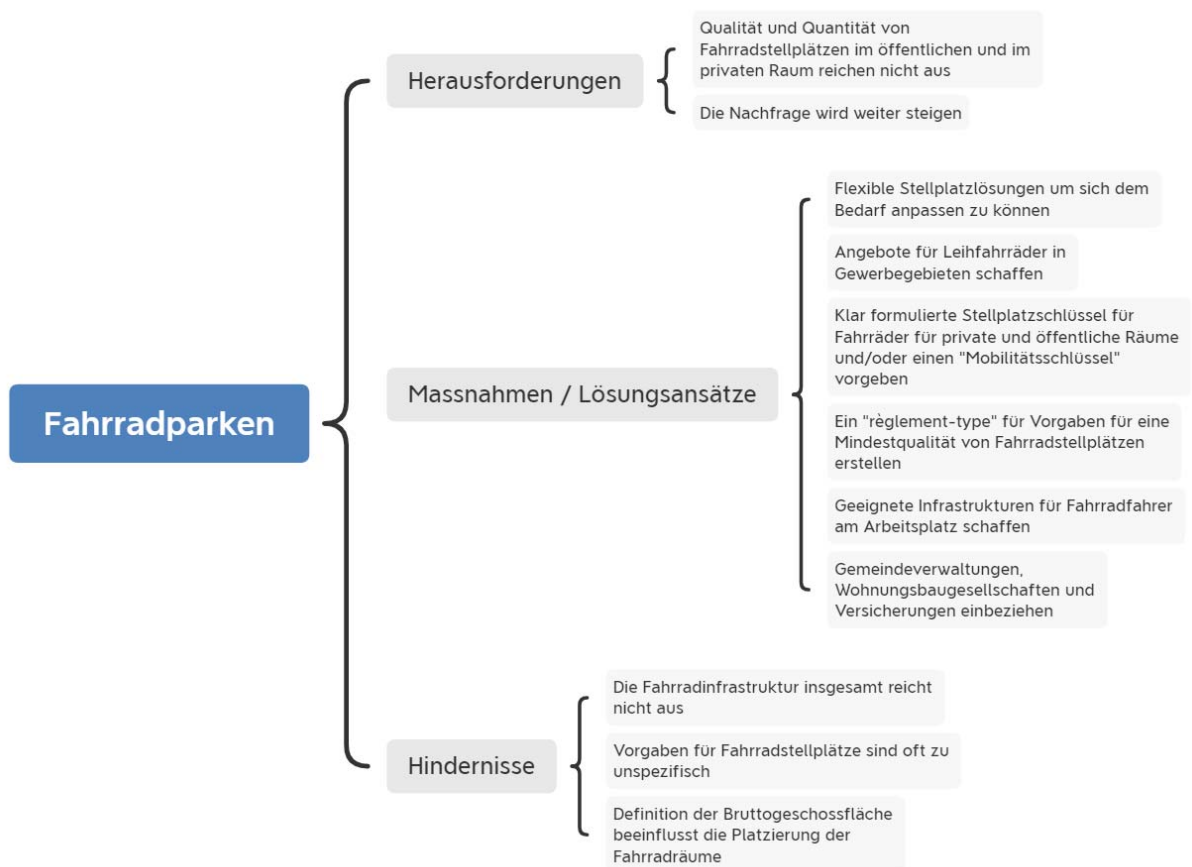 Fahrradparken
Herausforderungen
Qualität und Quantität von
Fahrradstellplätzen im öffentlichen und im
privaten Raum reichen nicht aus
Die Nachfrage wird weiter steigen
Massnahmen / Lösungsansätze
Flexible Stellplatzlösungen um sich dem
Bedarf anpassen zu können
Angebote für Leihfahrräder in
Gewerbegebieten schaffen
Klar formulierte Stellplatzschlüssel für
Fahrräder für private und öffentliche Räume
und/oder einen "Mobilitätsschlüssel"
vorgeben
Ein "règlement-type" für Vorgaben für eine
Mindestqualität von Fahrradstellplätzen
erstellen
Geeignete Infrastrukturen für Fahrradfahrer
am Arbeitsplatz schaffen
Gemeindeverwaltungen,
Wohnungsbaugesellschaften und
Versicherungen einbeziehen
Hindernisse
Die Fahrradinfrastruktur insgesamt reicht
nicht aus
Vorgaben für Fahrradstellplätze sind oft zu
unspezifisch
Definition der Bruttogeschossfläche
beeinflusst die Platzierung der
Fahrradräume